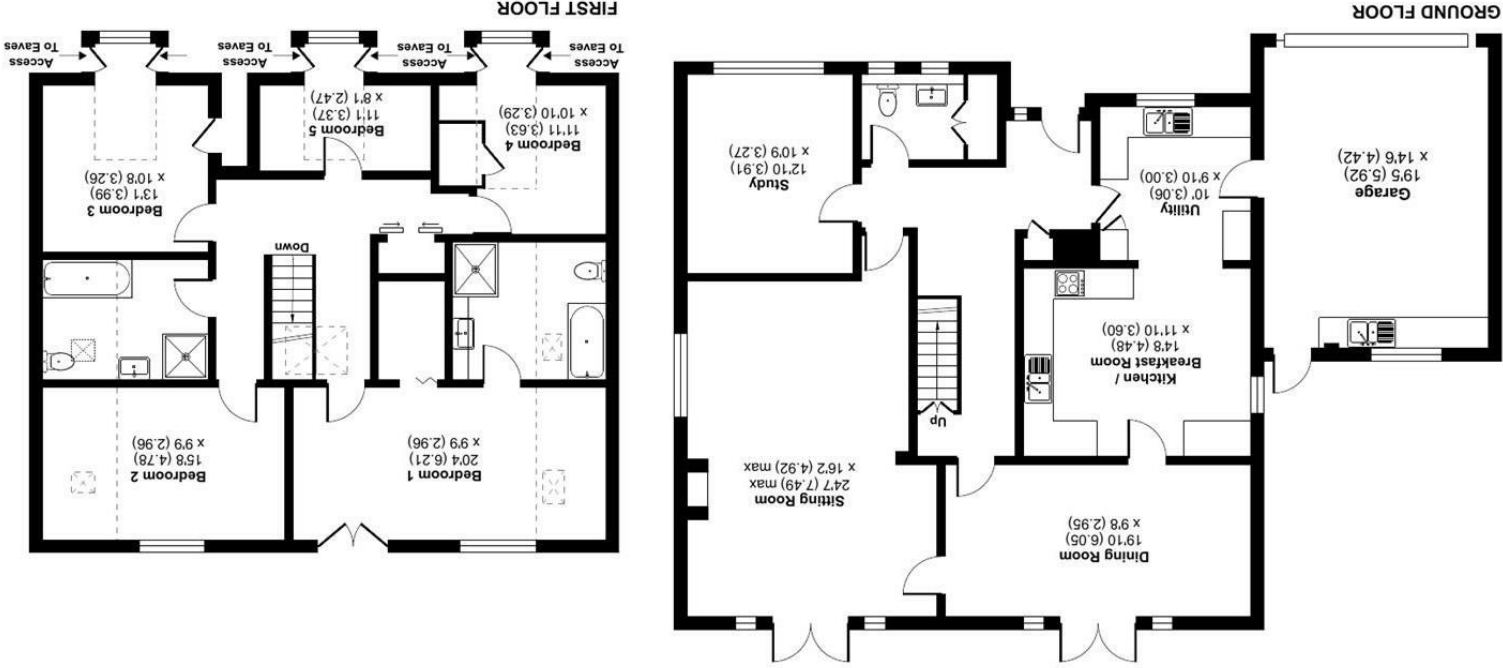 Dining Room
19'10 (6.05)
x 9'8 (2.95)
Sitting Room
24'7 (7.49) max
x 16'2 (4.92) max
Up
Kitchen /
Breakfast Room
14'8 (4.48)
x 11'10 (3.60)
Garage
19'5 (5.92)
x 14'6 (4.42)
Utility
10' (3.06)
x 9'10 (3.00)
Study
12'10 (3.91)
x 10'9 (3.27)
GROUND FLOOR
Bedroom 1
20'4 (6.21)
x 9'9 (2.96)
Bedroom 2
15'8 (4.78)
x 9'9 (2.96)
Down
Bedroom 4
11'11 (3.63)
x 10'10 (3.29)
Bedroom 5
11'1 (3.37)
x 8'1 (2.47)
Bedroom 3
13'1 (3.99)
x 10'8 (3.26)
Access
To Eaves
Access
To Eaves
Access
To Eaves
Access
To Eaves
FIRST FLOOR